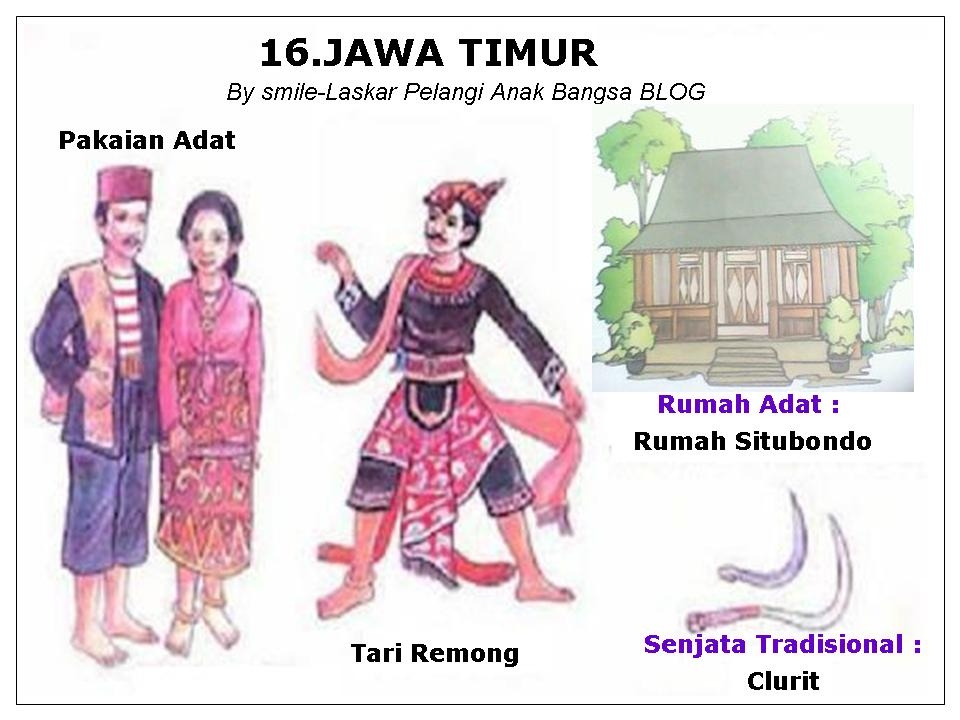 16.JAWA TIMUR
By smile-Laskar Pelangi Anak Bangsa BLOG
Pakaian Adat
Rumah Adat :
Rumah Situbondo
Tari Remong
Senjata Tradisional :
Clurit